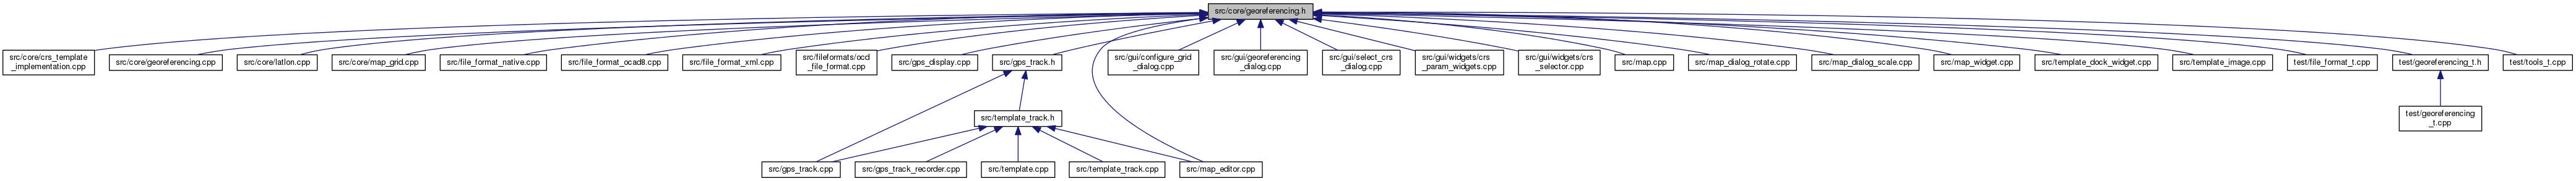 src/core/georeferencing.h
src/core/crs_template
_implementation.cpp
src/core/georeferencing.cpp
src/core/latlon.cpp
src/core/map_grid.cpp
src/file_format_native.cpp
src/file_format_ocad8.cpp
src/file_format_xml.cpp
src/fileformats/ocd
_file_format.cpp
src/gps_display.cpp
src/gps_track.h
src/gui/configure_grid
_dialog.cpp
src/gui/georeferencing
_dialog.cpp
src/gui/select_crs
_dialog.cpp
src/gui/widgets/crs
_param_widgets.cpp
src/gui/widgets/crs
_selector.cpp
src/map.cpp
src/map_dialog_rotate.cpp
src/map_dialog_scale.cpp
src/map_widget.cpp
src/template_dock_widget.cpp
src/template_image.cpp
test/file_format_t.cpp
test/georeferencing_t.h
test/tools_t.cpp
src/template_track.h
test/georeferencing
_t.cpp
src/gps_track.cpp
src/gps_track_recorder.cpp
src/template.cpp
src/template_track.cpp
src/map_editor.cpp